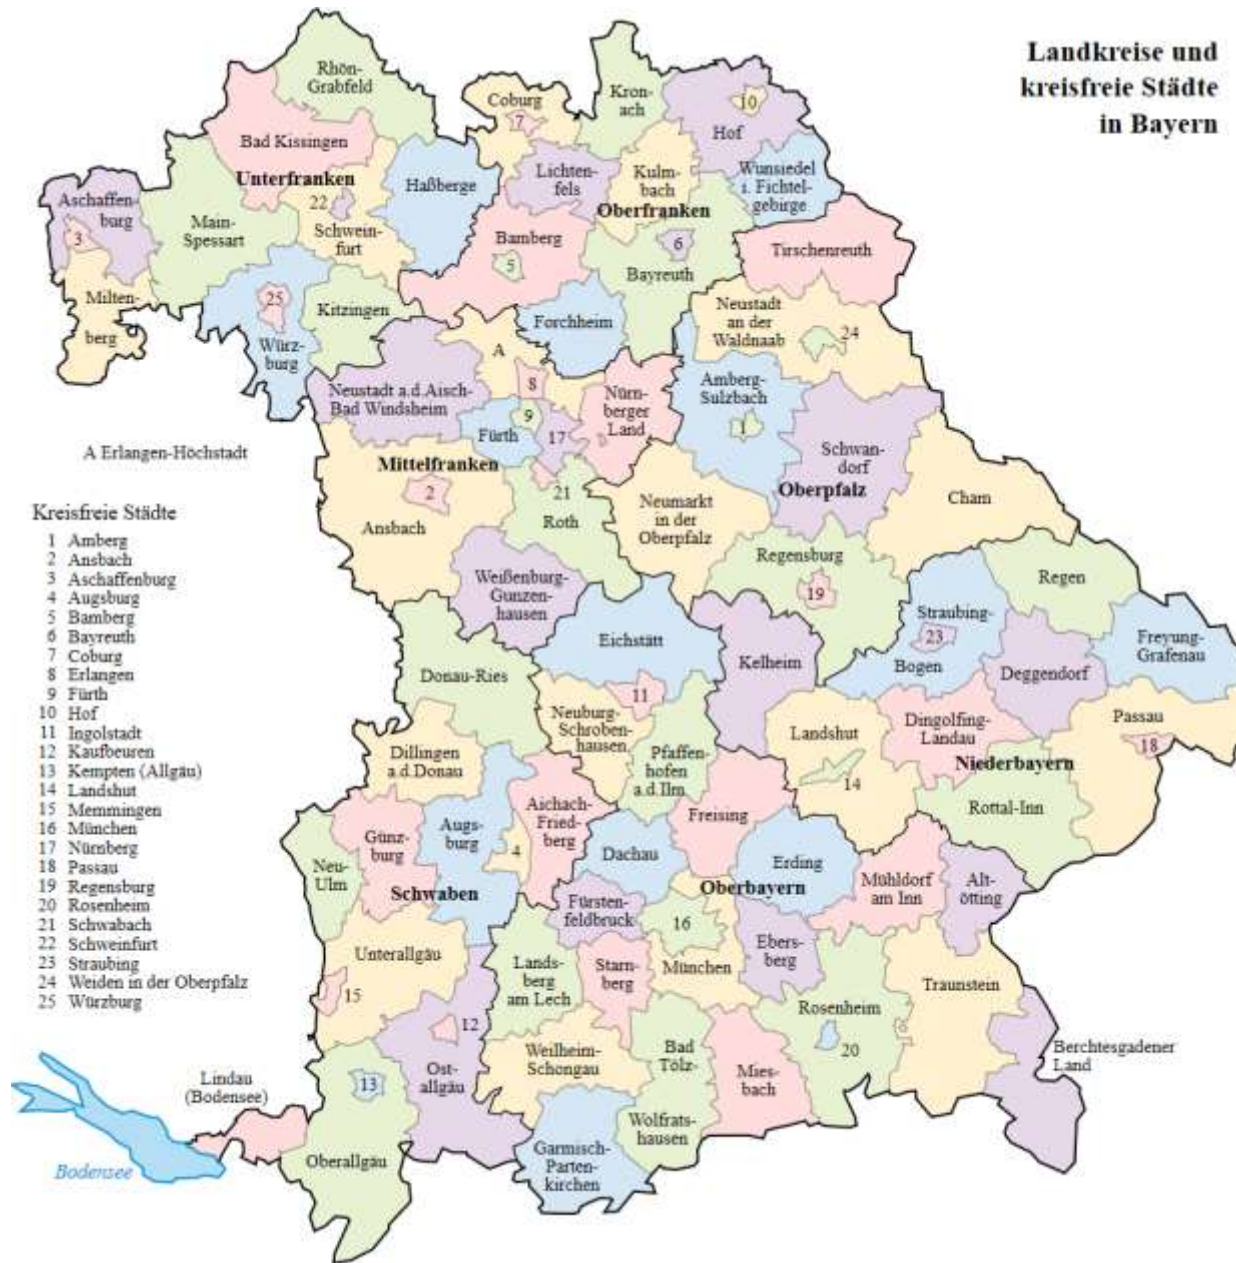 Landkreise und
kreisfreie Städte
in Bayern
Rhön-
Grabfeld
Coburg
7
Kron-
ach
10
Hof
Bad Kissingen
Unterfranken
Haßberge
Lichten-
fels
Kulm-
bach
Oberfranken
Wunsiedel
i. Fichtel-
gebirge
Aschaffen-
burg
3
Main-
Spessart
22
Schwein-
furt
Bamberg
5
6
Bayreuth
Tirschenreuth
Milten-
berg
25
Würz-
burg
Kitzingen
Forchheim
Neustadt
an der
Waldnaab
24
A
Neustadt a.d.Aisch-
Bad Windsheim
8
9
Fürth
17
Nürn-
berger
Land
Amberg-
Sulzbach
1
Schwan-
dorf
A Erlangen-Höchstadt
Mittelfranken
2
Ansbach
21
Roth
Neumarkt
in der
Oberpfalz
Oberpfalz
Cham
Kreisfreie Städte
1 Amberg
2 Ansbach
3 Aschaffenburg
4 Augsburg
5 Bamberg
6 Bayreuth
7 Coburg
8 Erlangen
9 Fürth
10 Hof
11 Ingolstadt
12 Kaufbeuren
13 Kempten (Allgäu)
14 Landshut
15 Memmingen
16 München
17 Nürnberg
18 Passau
19 Regensburg
20 Rosenheim
21 Schwabach
22 Schweinfurt
23 Straubing
24 Weiden in der Oberpfalz
25 Würzburg
Weißenburg-
Gunzen-
hausen
Regensburg
19
Regen
Straubing-
23
Bogen
Freyung-
Grafenau
Deggendorf
Eichstätt
Kelheim
Donau-Ries
11
Neuburg-
Schroben-
hausen
Pfaffen-
hofen
a.d.Ilm
Landshut
14
Dingolfing-
Landau
Niederbayern
Passau
18
Rottal-Inn
Dillingen
a.d.Donau
Aichach-
Fried-
berg
Augs-
burg
4
Günz-
burg
Neu-
Ulm
Schwaben
Freising
Dachau
Erding
Oberbayern
Mühldorf
am Inn
Alt-
ötting
Fürsten-
feldbruck
16
München
Ebers-
berg
Unterallgäu
15
Lands-
berg
am Lech
Starn-
berg
Traunstein
Rosenheim
20
12
Ost-
allgäu
Weilheim-
Schongau
Bad
Tölz-
Wolfrats-
hausen
Mies-
bach
Berchtesgadener
Land
Lindau
(Bodensee)
13
Oberallgäu
Garmisch-
Parten-
kirchen
Bodensee